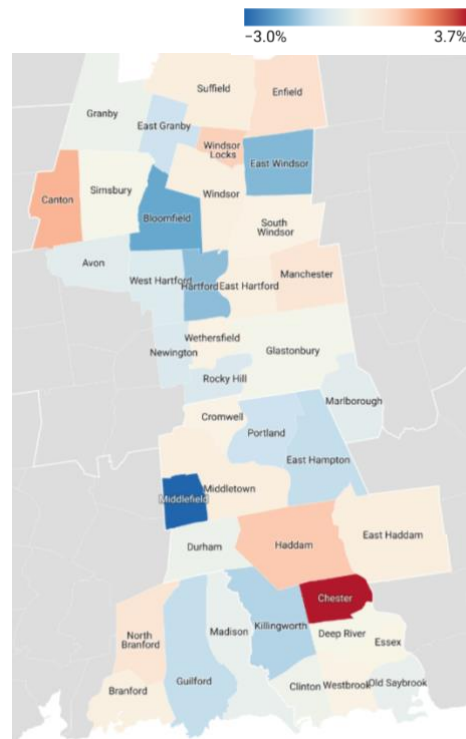 −3.0% 3.7%
Suffield
Enfield
Granby
East Granby
Windsor
Locks
East Windsor
Canton
Simsbury
Windsor
Bloomfield
South
Windsor
Avon
West Hartford
Hartford
East Hartford
Manchester
Wethersfield
Newington
Glastonbury
Rocky Hill
Marlborough
Cromwell
Portland
East Hampton
Middlefield
Middletown
Durham
Haddam
East Haddam
Chester
North
Branford
Madison
Killingworth
Deep River
Essex
Guilford
Branford
Clinton
Westbrook
Old Saybrook